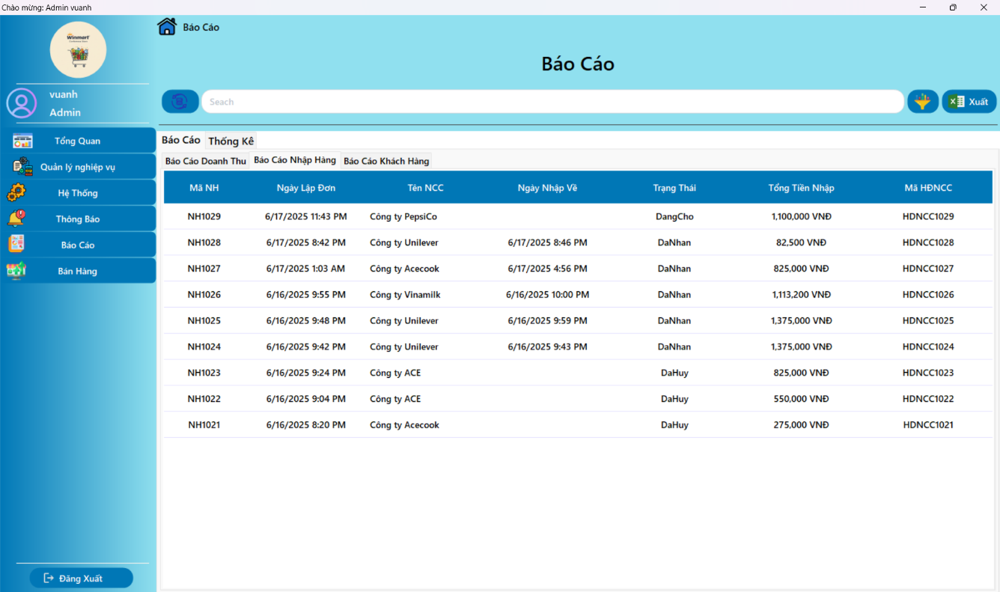 Chào mừng: Admin vuanh
Winmart
vuanh
Admin
Tổng Quan
Quản lý nghiệp vụ
Hệ Thống
Thông Báo
Báo Cáo
Bán Hàng
Đăng Xuất
Báo Cáo
Báo Cáo
Seach
Xuất
Báo Cáo Thống Kê
Báo Cáo Doanh Thu Báo Cáo Nhập Hàng Báo Cáo Khách Hàng
Mã NH Ngày Lập Đơn Tên NCC Ngày Nhập Về Trạng Thái Tổng Tiền Nhập Mã HĐNCC
NH1029 6/17/2025 11:43 PM Công ty PepsiCo DangCho 1,100,000 VNĐ HDNCC1029
NH1028 6/17/2025 8:42 PM Công ty Unilever 6/17/2025 8:46 PM DaNhan 82,500 VNĐ HDNCC1028
NH1027 6/17/2025 1:03 AM Công ty Acecook 6/17/2025 4:56 PM DaNhan 825,000 VNĐ HDNCC1027
NH1026 6/16/2025 9:55 PM Công ty Vinamilk 6/16/2025 10:00 PM DaNhan 1,113,200 VNĐ HDNCC1026
NH1025 6/16/2025 9:48 PM Công ty Unilever 6/16/2025 9:59 PM DaNhan 1,375,000 VNĐ HDNCC1025
NH1024 6/16/2025 9:42 PM Công ty Unilever 6/16/2025 9:43 PM DaNhan 1,375,000 VNĐ HDNCC1024
NH1023 6/16/2025 9:24 PM Công ty ACE DaHuy 825,000 VNĐ HDNCC1023
NH1022 6/16/2025 9:04 PM Công ty ACE DaHuy 550,000 VNĐ HDNCC1022
NH1021 6/16/2025 8:20 PM Công ty Acecook DaHuy 275,000 VNĐ HDNCC1021